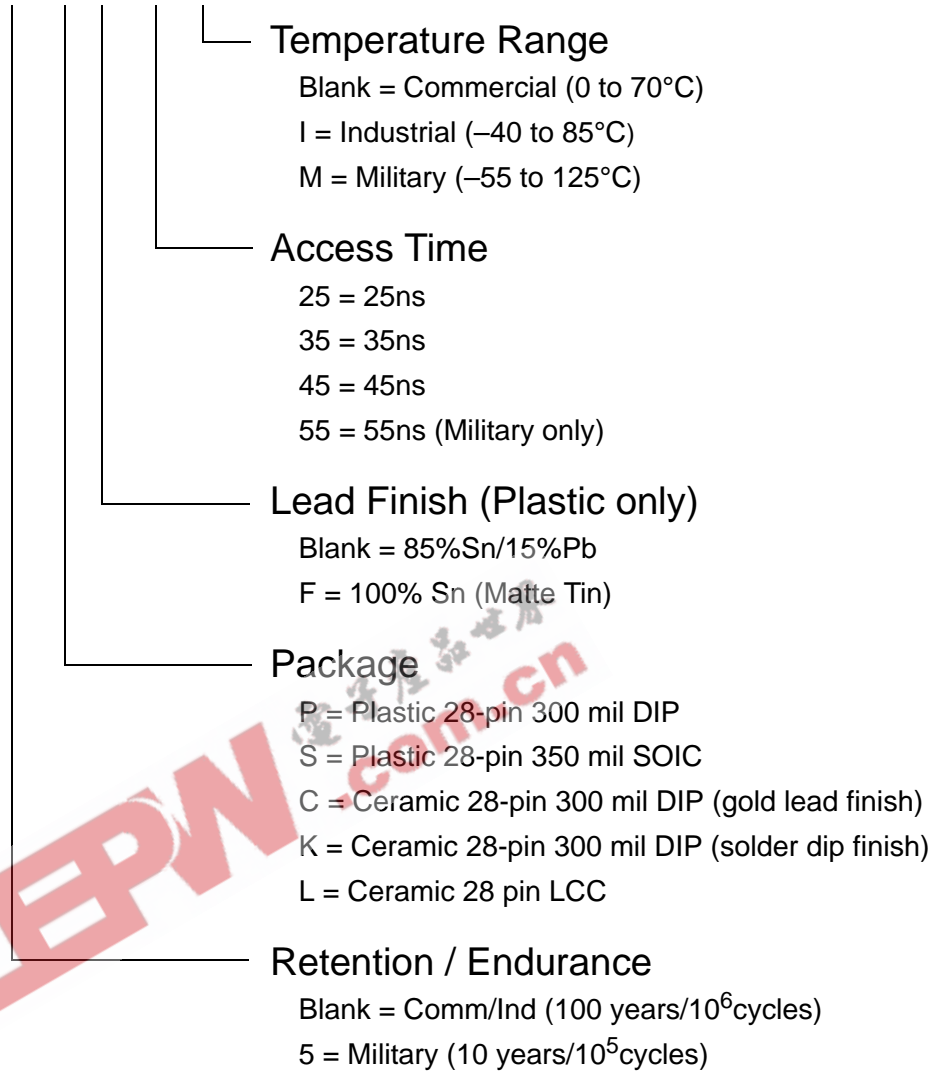 Temperature Range
Blank = Commercial (0 to 70°C)
I = Industrial (–40 to 85°C)
M = Military (–55 to 125°C)
Access Time
25 = 25ns
35 = 35ns
45 = 45ns
55 = 55ns (Military only)
Lead Finish (Plastic only)
Blank = 85%Sn/15%Pb
F = 100% Sn (Matte Tin)
Package
P = Plastic 28-pin 300 mil DIP
S = Plastic 28-pin 350 mil SOIC
C = Ceramic 28-pin 300 mil DIP (gold lead finish)
K = Ceramic 28-pin 300 mil DIP (solder dip finish)
L = Ceramic 28 pin LCC
Retention / Endurance
Blank = Comm/Ind (100 years/10⁶cycles)
5 = Military (10 years/10⁵cycles)
EPW
.com.cn